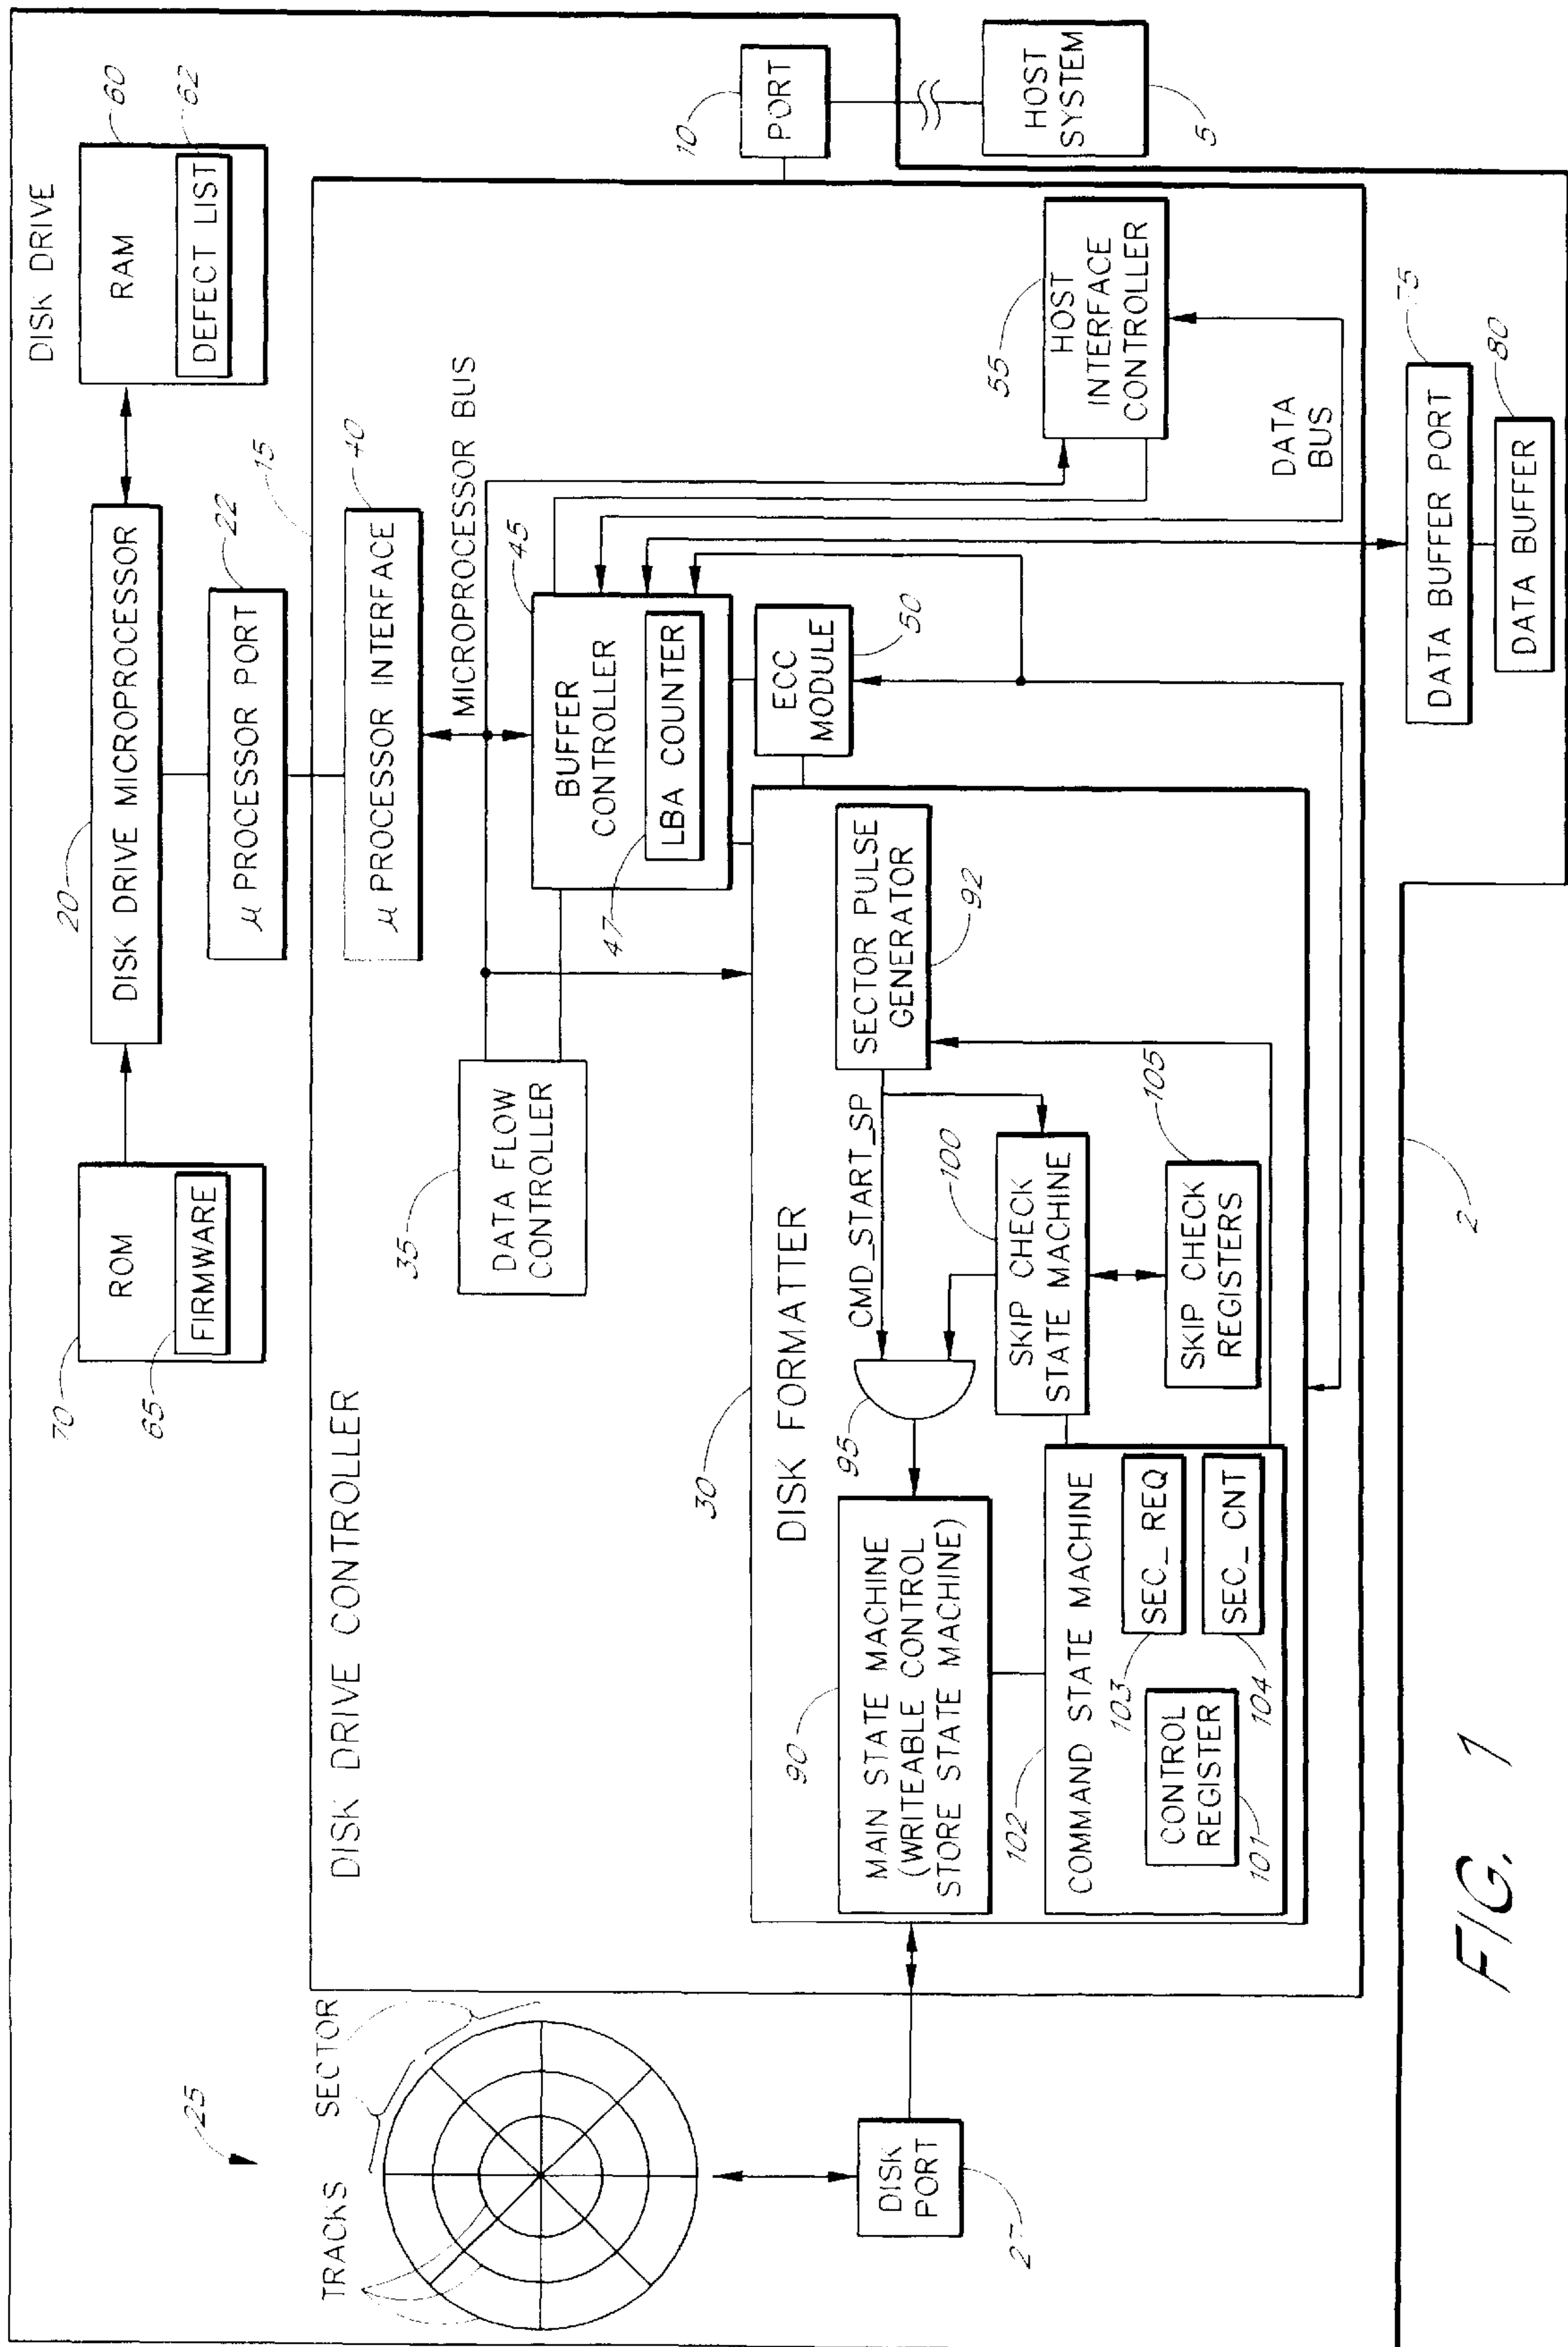 DISK DRIVE
70
ROM
65
FIRMWARE
20
DISK DRIVE MICROPROCESSOR
RAM
60
DEFECT LIST
62
22
μ PROCESSOR PORT
15
25
TRACKS
SECTOR
DISK DRIVE CONTROLLER
μ PROCESSOR INTERFACE
40
MICROPROCESSOR BUS
10
PORT
HOST
SYSTEM
5
35
DATA FLOW
CONTROLLER
45
BUFFER
CONTROLLER
47
LBA COUNTER
ECC
MODULE
50
55
HOST
INTERFACE
CONTROLLER
DATA
BUS
30
DISK FORMATTER
SECTOR PULSE
GENERATOR
92
CMD_START_SP
95
100
SKIP CHECK
STATE MACHINE
105
SKIP CHECK
REGISTERS
90
MAIN STATE MACHINE
(WRITEABLE CONTROL
STORE STATE MACHINE)
102
COMMAND STATE MACHINE
103
SEC_REQ
SEC_CNT
104
CONTROL
REGISTER
101
DISK
PORT
27
DATA BUFFER PORT
75
DATA BUFFER
80
2
FIG. 1